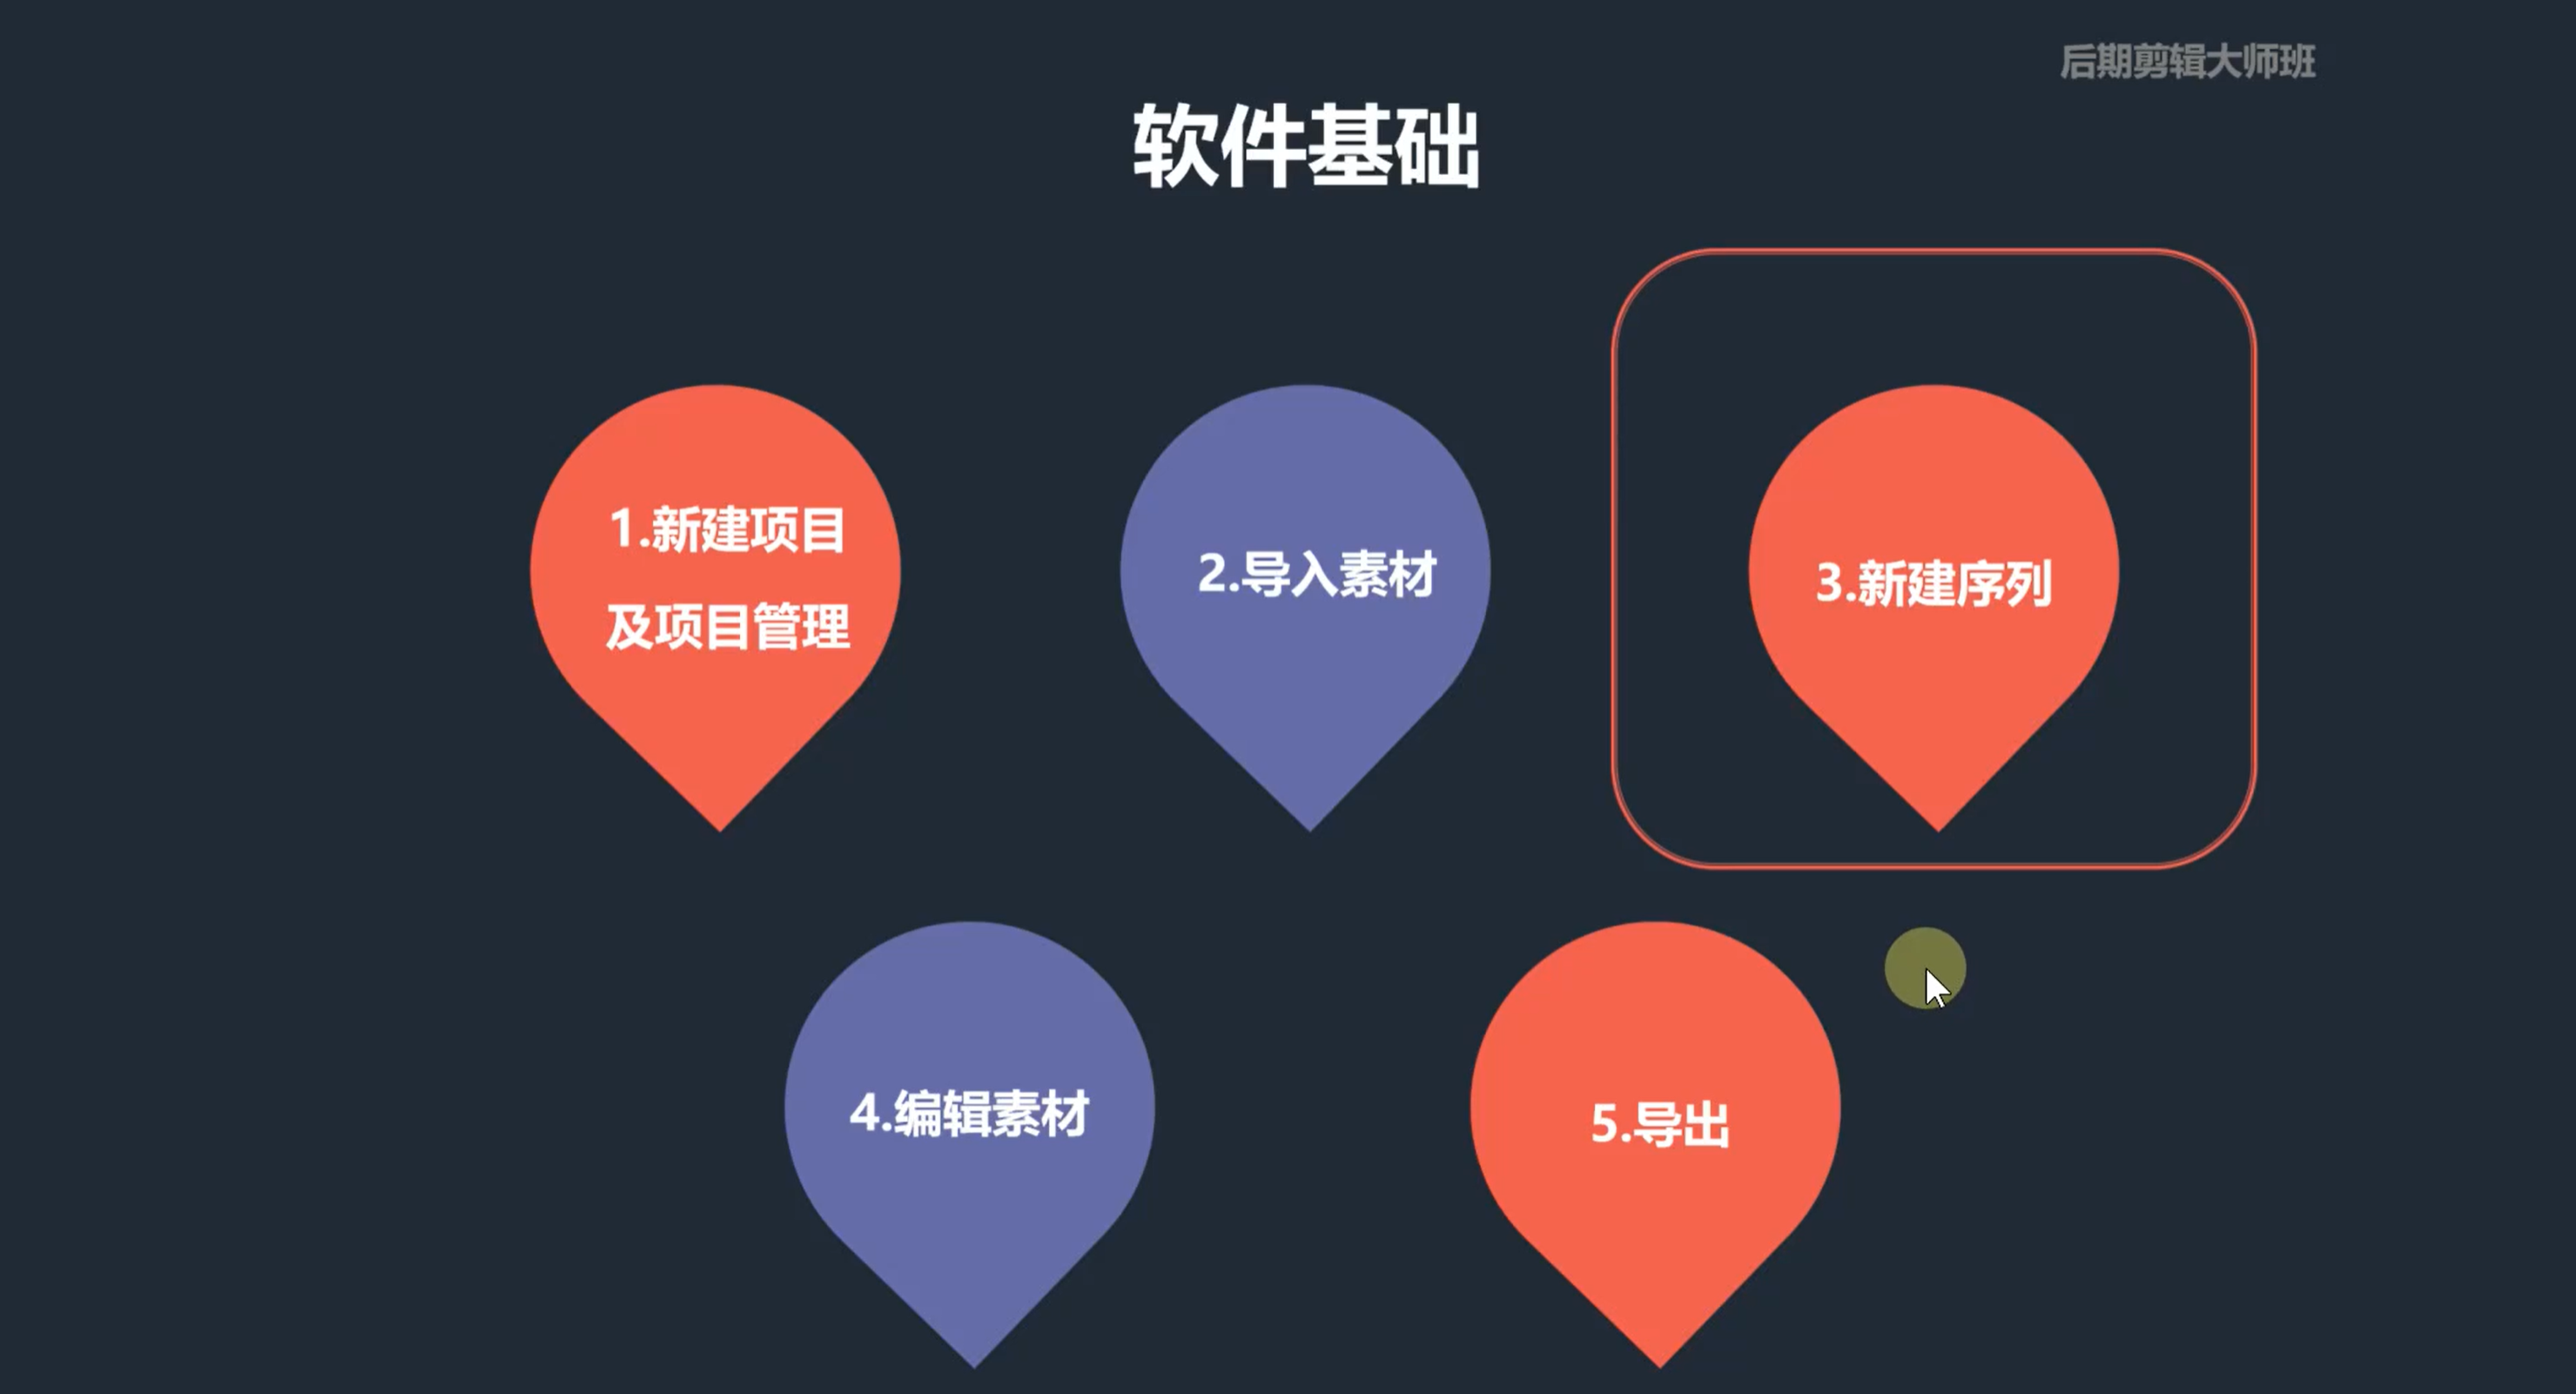 后期剪辑大师班
软件基础
1.新建项目
及项目管理
2.导入素材
3.新建序列
4.编辑素材
5.导出